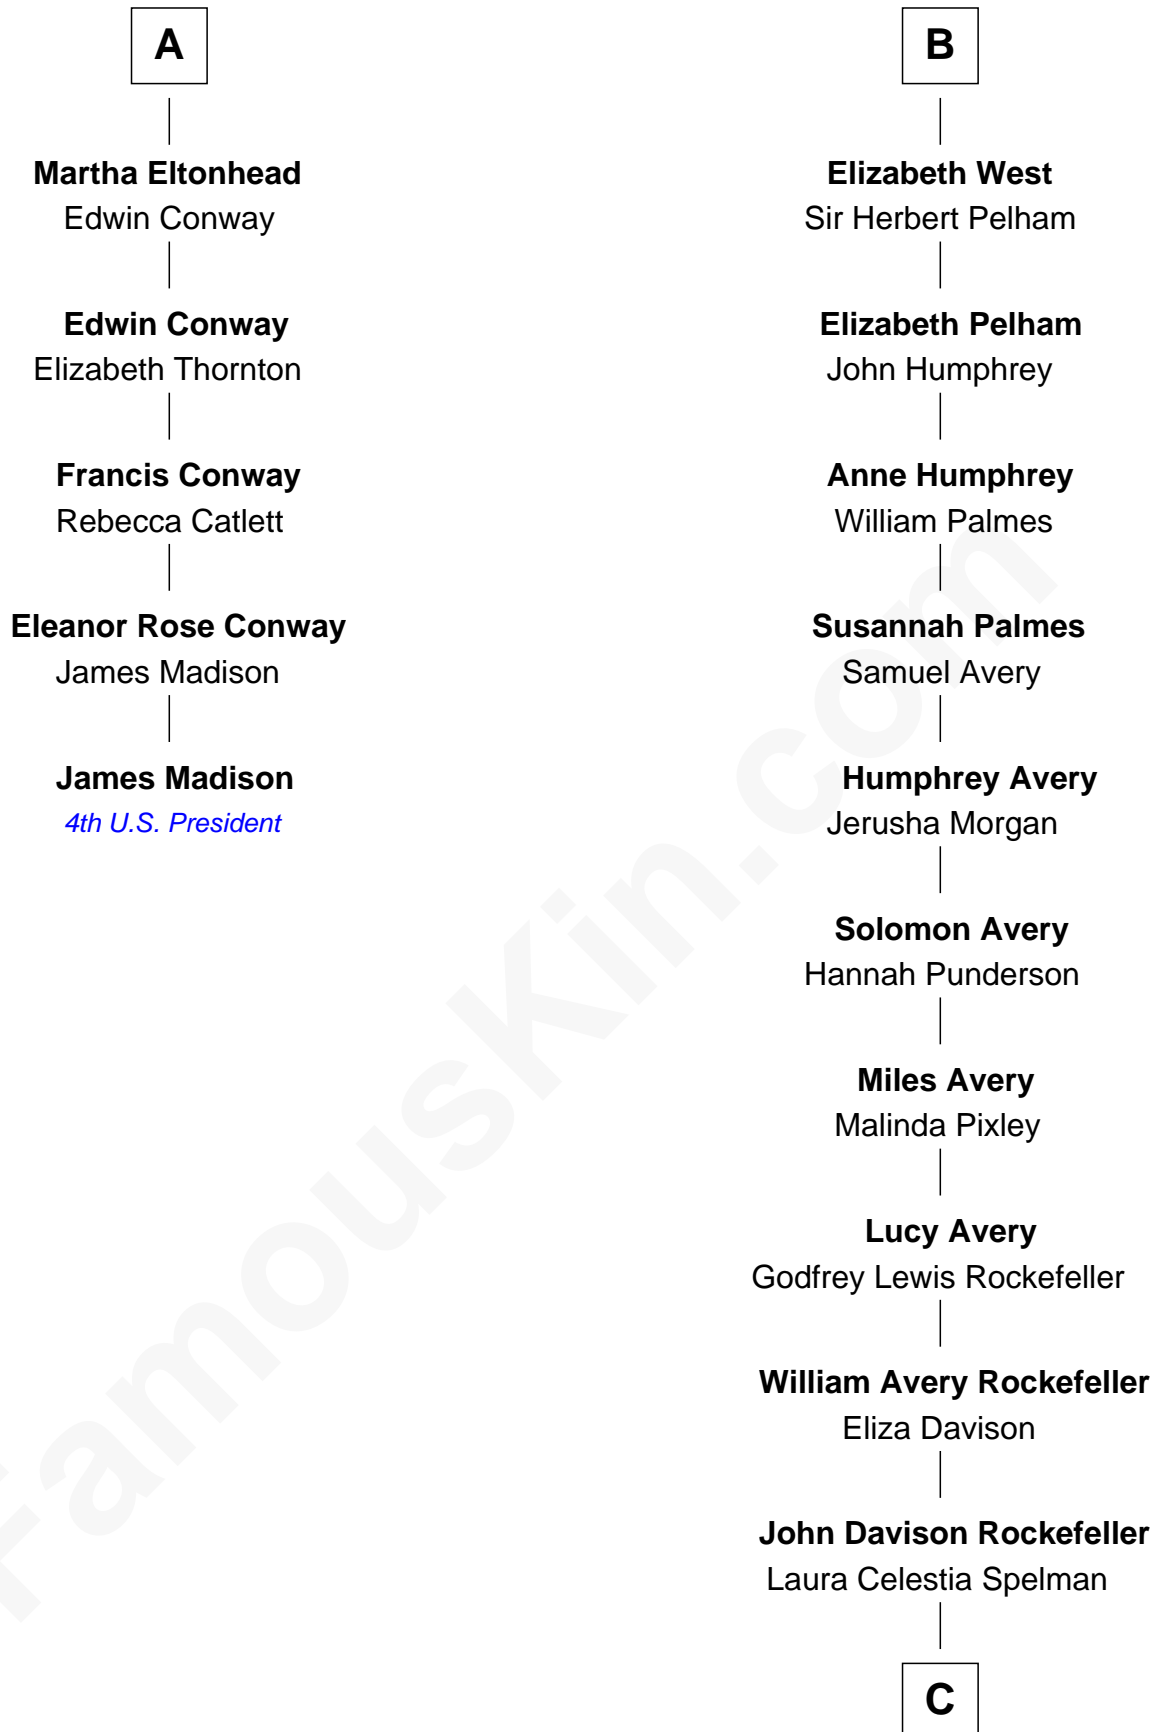 A
Martha Eltonhead
Edwin Conway
Edwin Conway
Elizabeth Thornton
Francis Conway
Rebecca Catlett
Eleanor Rose Conway
James Madison
James Madison
4th U.S. President
B
Elizabeth West
Sir Herbert Pelham
Elizabeth Pelham
John Humphrey
Anne Humphrey
William Palmes
Susannah Palmes
Samuel Avery
Humphrey Avery
Jerusha Morgan
Solomon Avery
Hannah Punderson
Miles Avery
Malinda Pixley
Lucy Avery
Godfrey Lewis Rockefeller
William Avery Rockefeller
Eliza Davison
John Davison Rockefeller
Laura Celestia Spelman
C
FamousKin.com